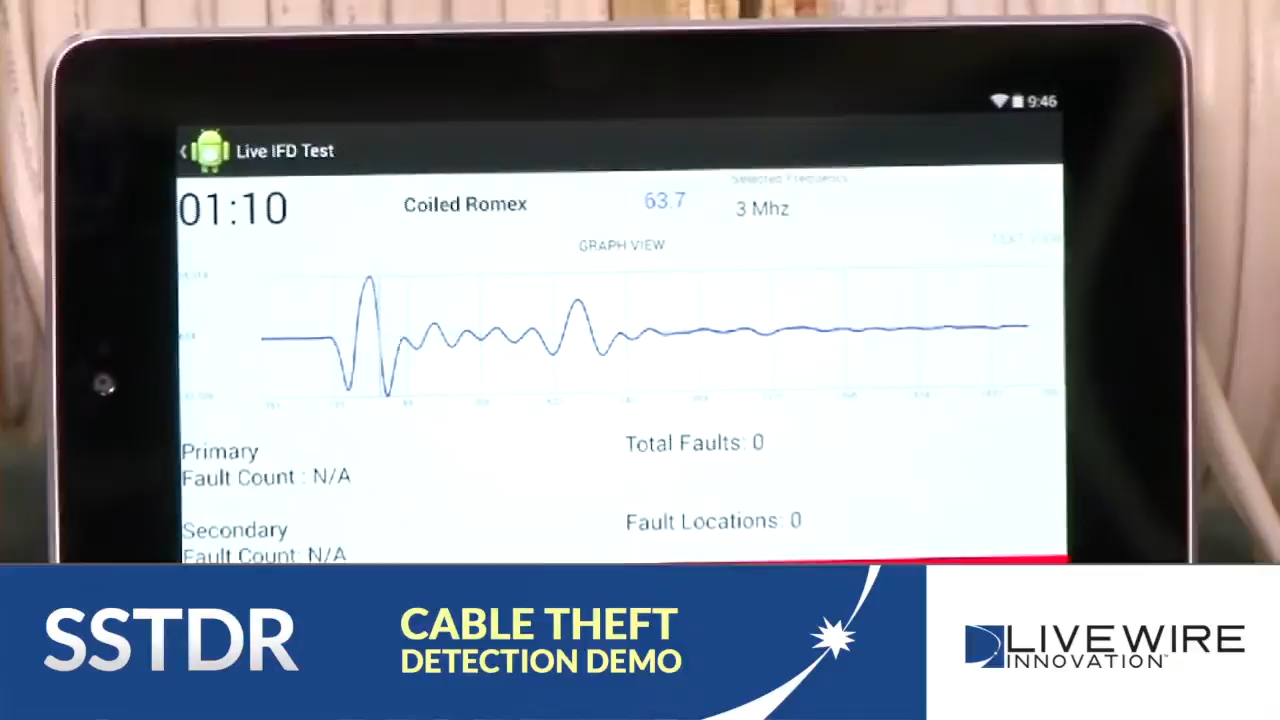 9:46
Live IFD Test
01:10
Coiled Romex
63.7
Selected Frequency
3 Mhz
GRAPH VIEW
TEXT VIEW
Primary
Fault Count : N/A
Total Faults: 0
Secondary
Fault Count: N/A
Fault Locations: 0
SSTDR
CABLE THEFT
DETECTION DEMO
LIVEWIRE
INNOVATION